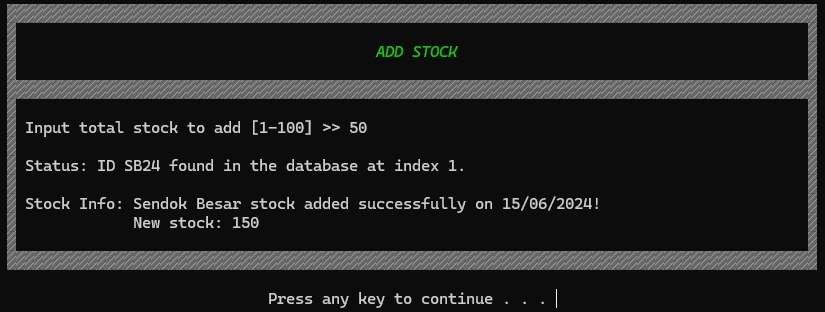 ADD STOCK
Input total stock to add [1-100] >> 50
Status: ID SB24 found in the database at index 1.
Stock Info: Sendok Besar stock added successfully on 15/06/2024!
New stock: 150
Press any key to continue . . .